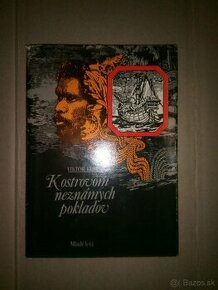 VIKTOR
K ostrovom
neznámych
pokladov
Mladé letá
Bazos.sk